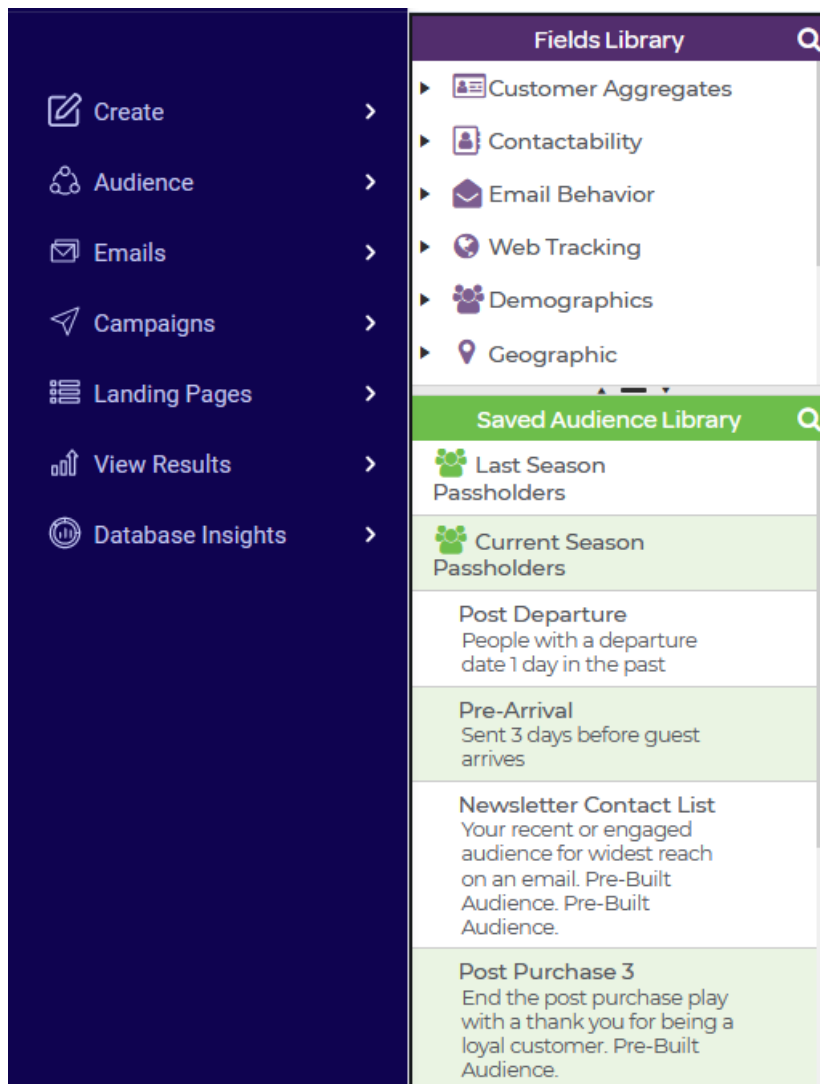 Create
Audience
Emails
Campaigns
Landing Pages
View Results
Database Insights
Fields Library
Customer Aggregates
Contactability
Email Behavior
Web Tracking
Demographics
Geographic
Saved Audience Library
Last Season
Passholders
Current Season
Passholders
Post Departure
People with a departure
date 1 day in the past
Pre-Arrival
Sent 3 days before guest
arrives
Newsletter Contact List
Your recent or engaged
audience for widest reach
on an email. Pre-Built
Audience. Pre-Built
Audience.
Post Purchase 3
End the post purchase play
with a thank you for being a
loyal customer. Pre-Built
Audience.